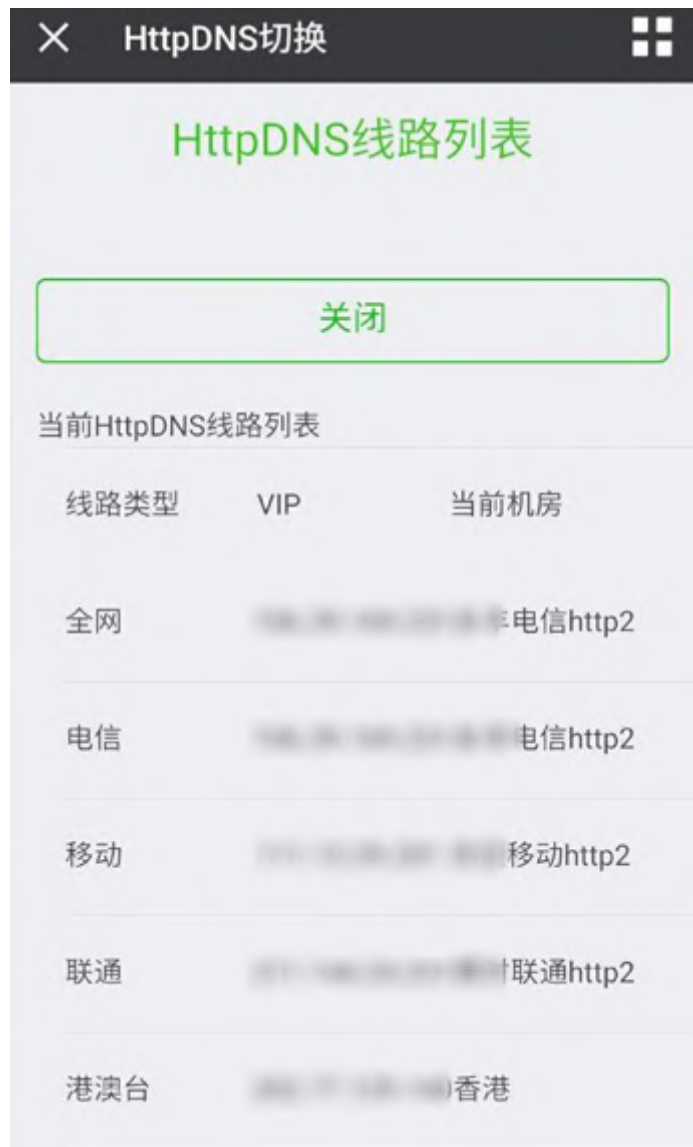 HttpDNS切换
HttpDNS线路列表
关闭
当前HttpDNS线路列表
线路类型 VIP 当前机房
全网 电信http2
电信 电信http2
移动 移动http2
联通 联通http2
港澳台 香港